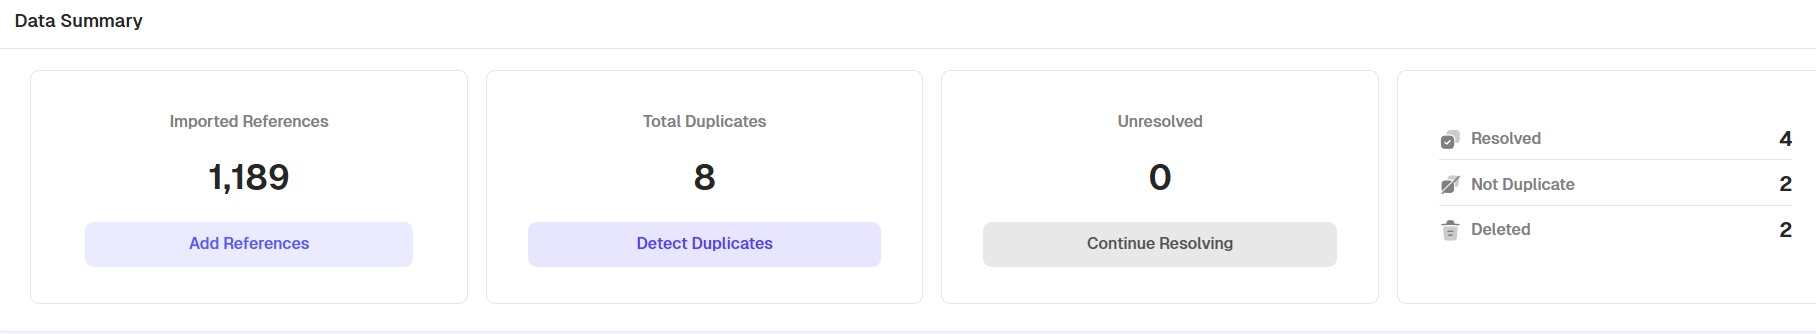 Data Summary
Imported References
1,189
Add References
Total Duplicates
8
Detect Duplicates
Unresolved
0
Continue Resolving
Resolved 4
Not Duplicate 2
Deleted 2